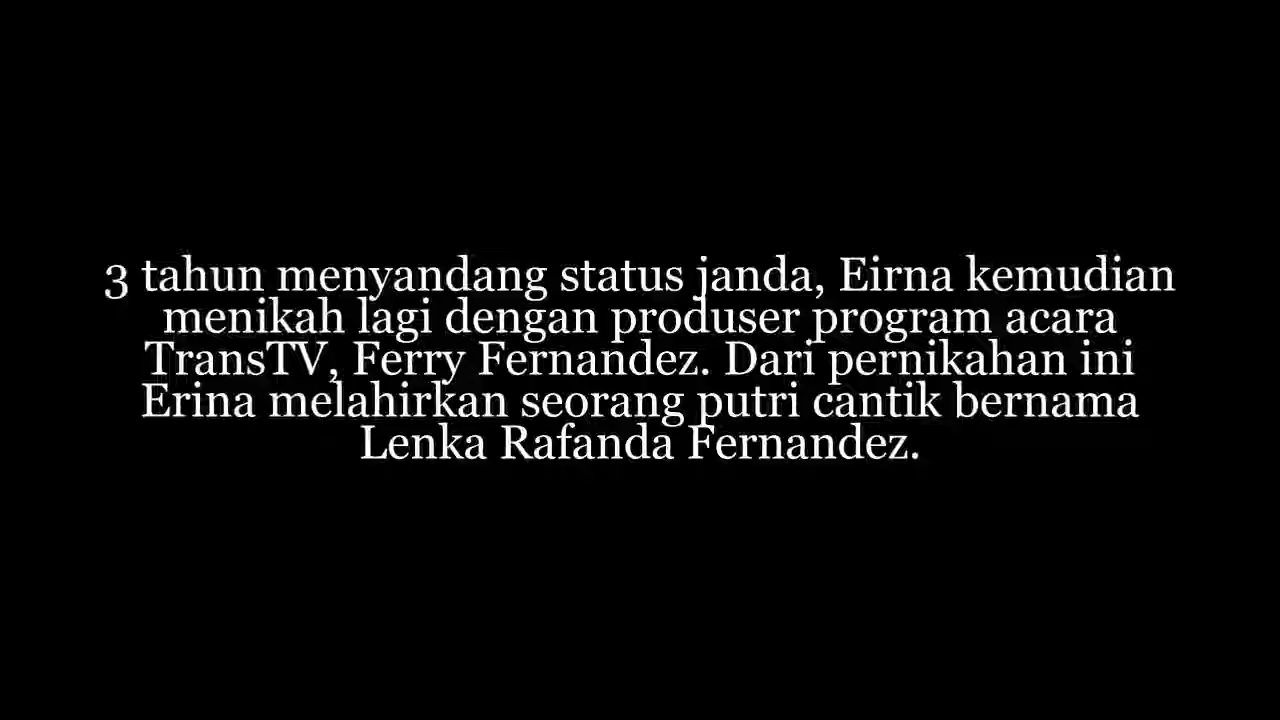 3 tahun menyandang status janda, Eirna kemudian
menikah lagi dengan produser program acara
TransTV, Ferry Fernandez. Dari pernikahan ini
Erina melahirkan seorang putri cantik bernama
Lenka Rafanda Fernandez.